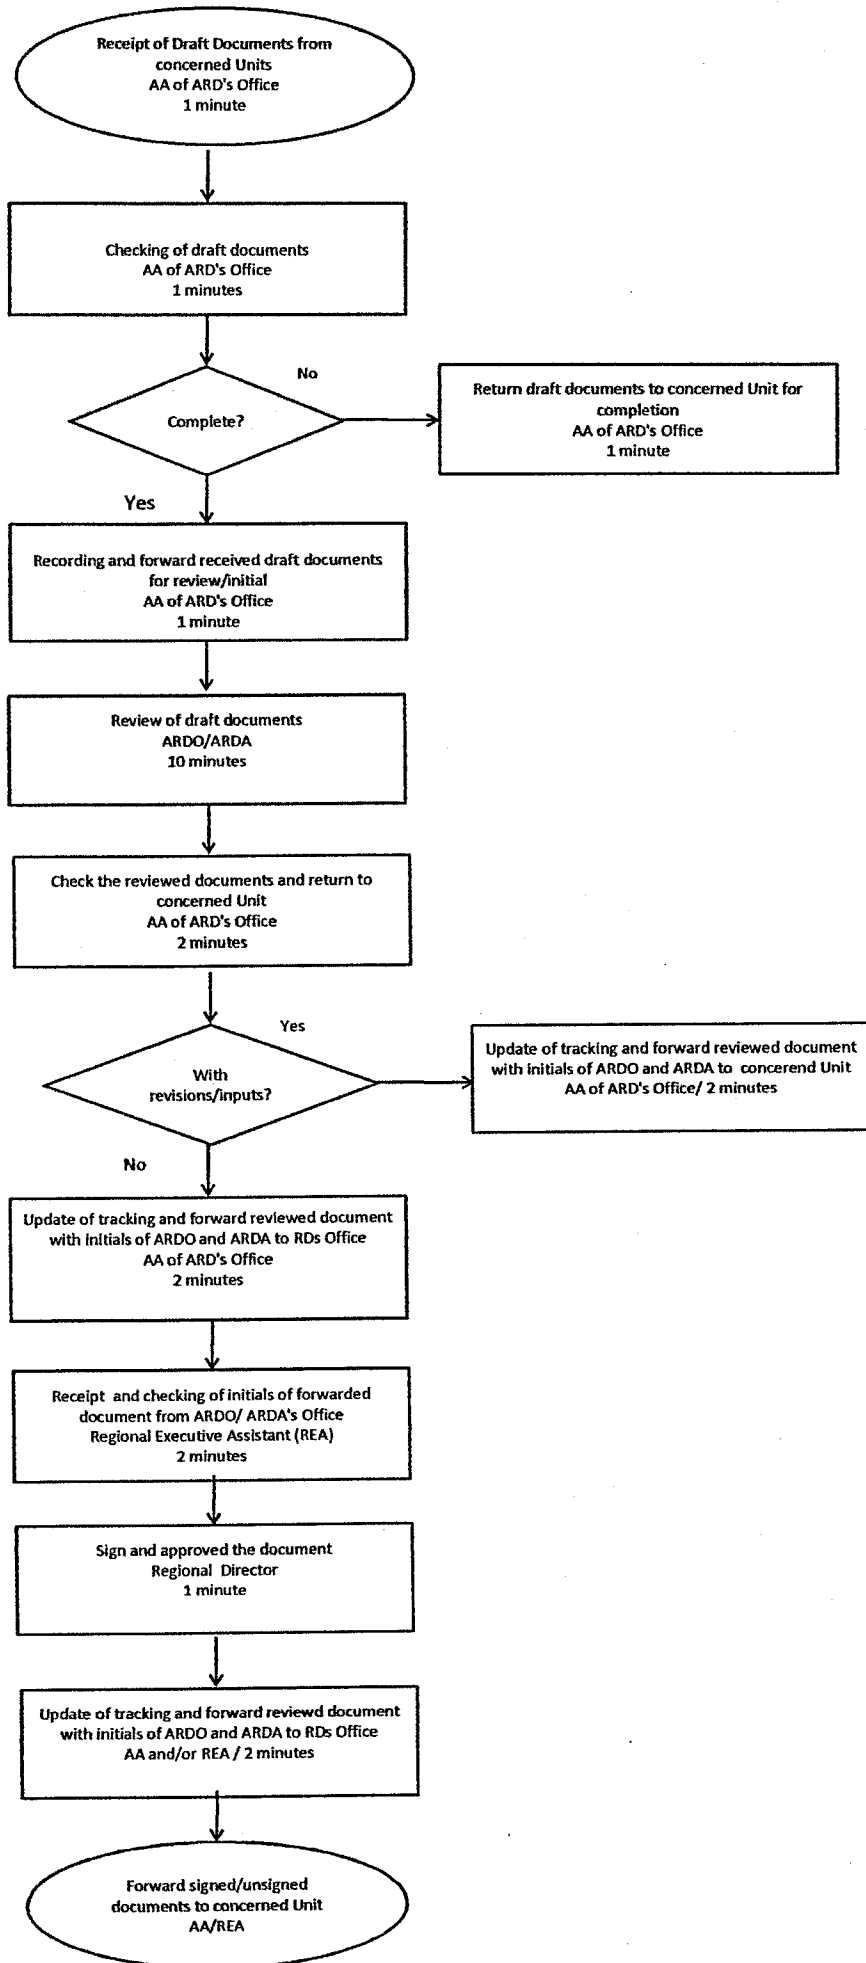 Receipt of Draft Documents from
concerned Units
AA of ARD's Office
1 minute
Checking of draft documents
AA of ARD's Office
1 minutes
Complete?
No
Return draft documents to concerned Unit for
completion
AA of ARD's Office
1 minute
Yes
Recording and forward received draft documents
for review/initial
AA of ARD's Office
1 minute
Review of draft documents
ARDO/ARDA
10 minutes
Check the reviewed documents and return to
concerned Unit
AA of ARD's Office
2 minutes
With
revisions/inputs?
Yes
Update of tracking and forward reviewed document
with initials of ARDO and ARDA to concerend Unit
AA of ARD's Office/ 2 minutes
No
Update of tracking and forward reviewed document
with initials of ARDO and ARDA to RDs Office
AA of ARD's Office
2 minutes
Receipt and checking of initials of forwarded
document from ARDO/ ARDA's Office
Regional Executive Assistant (REA)
2 minutes
Sign and approved the document
Regional Director
1 minute
Update of tracking and forward reviewd document
with initials of ARDO and ARDA to RDs Office
AA and/or REA / 2 minutes
Forward signed/unsigned
documents to concerned Unit
AA/REA